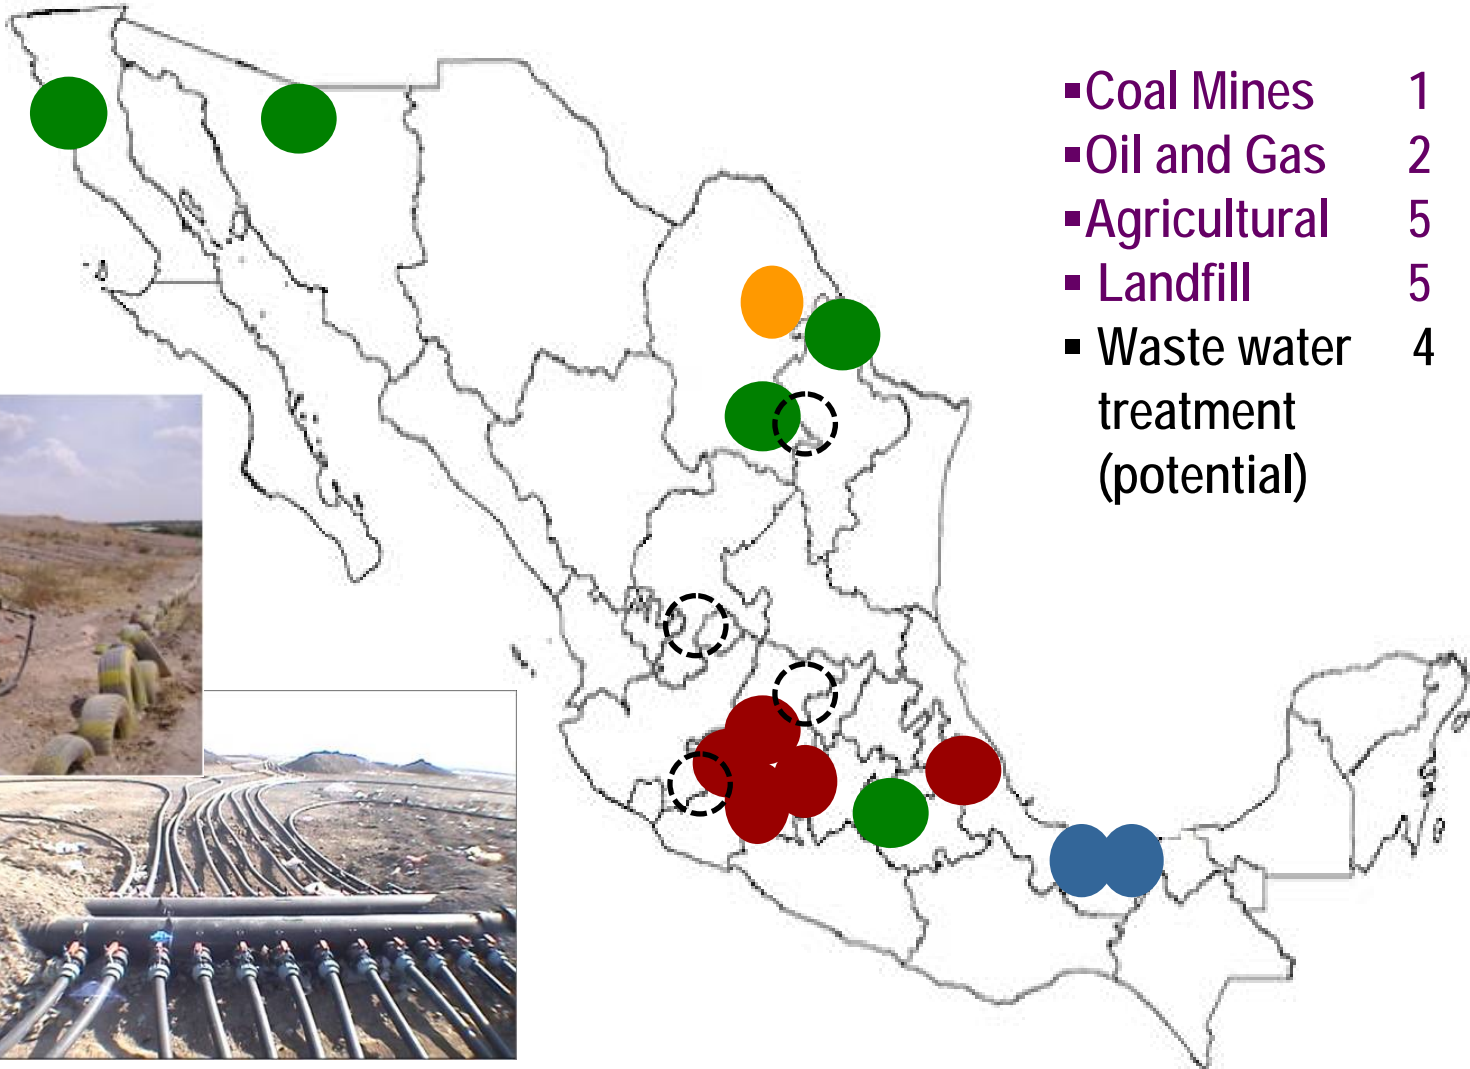 ▪Coal Mines 1
▪Oil and Gas 2
▪Agricultural 5
▪ Landfill 5
▪ Waste water 4
treatment
(potential)